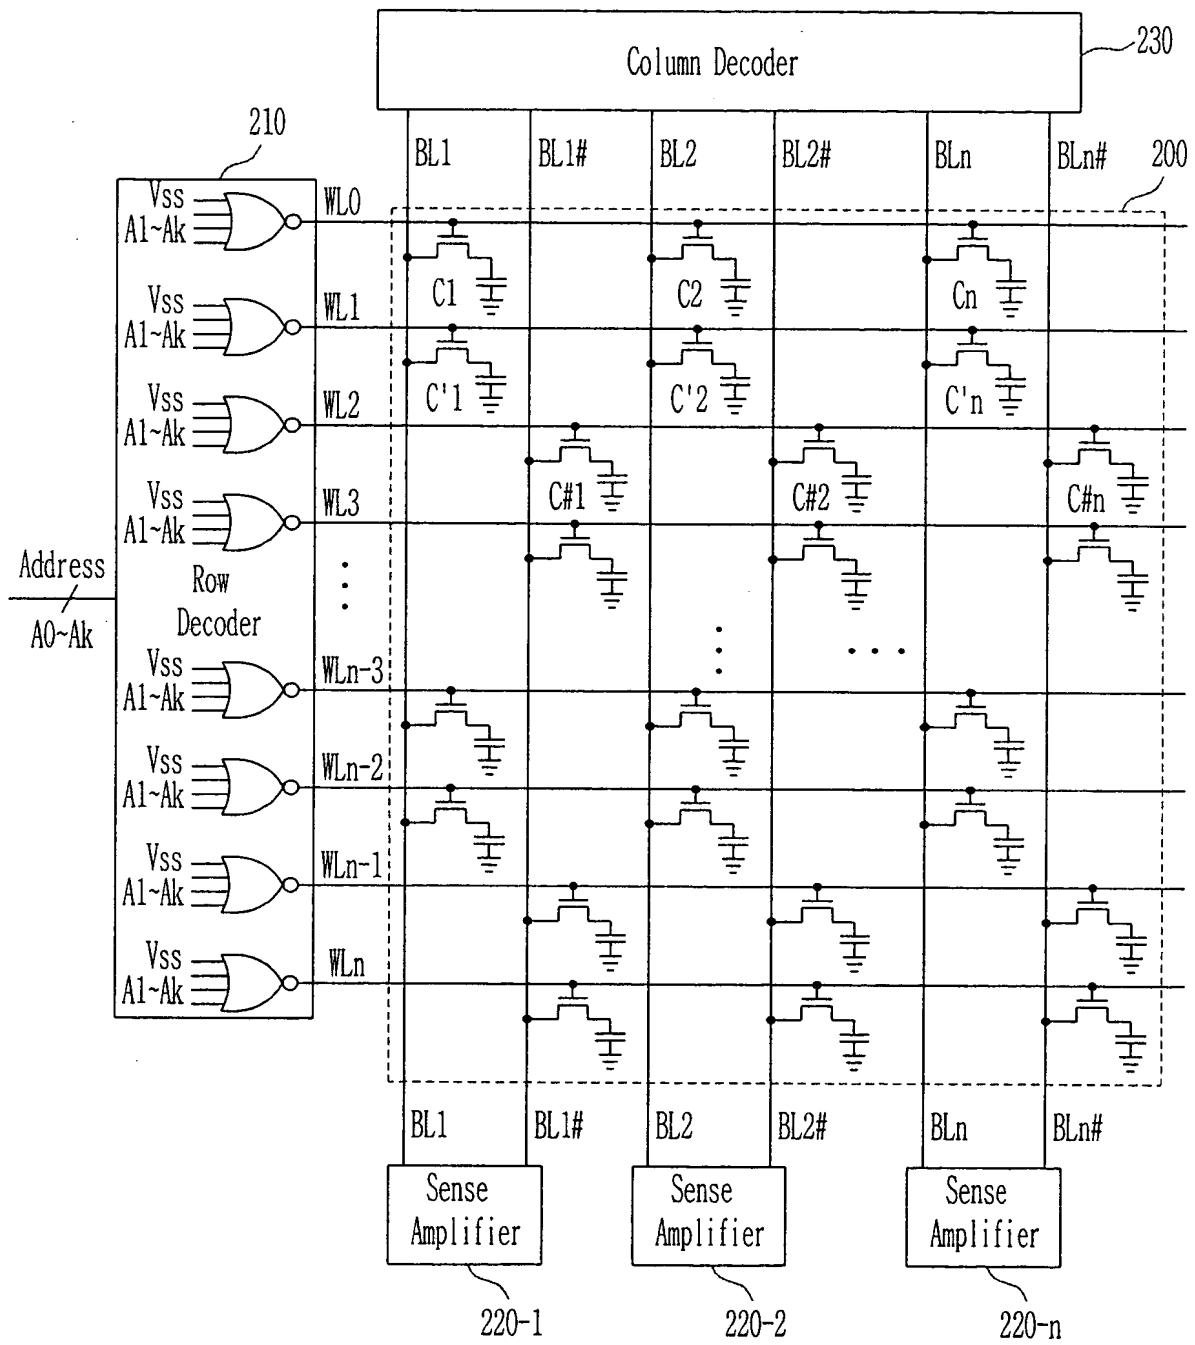 Column Decoder
230
210
BL1
BL1#
BL2
BL2#
BLn
BLn#
200
Vss
A1~Ak
WL0
C1
C2
Cn
Vss
A1~Ak
WL1
C'1
C'2
C'n
Vss
A1~Ak
WL2
C#1
C#2
C#n
Vss
A1~Ak
WL3
Address
A0~Ak
Row
Decoder
Vss
A1~Ak
WLn-3
Vss
A1~Ak
WLn-2
Vss
A1~Ak
WLn-1
Vss
A1~Ak
WLn
BL1
BL1#
BL2
BL2#
BLn
BLn#
Sense
Amplifier
Sense
Amplifier
Sense
Amplifier
220-1
220-2
220-n